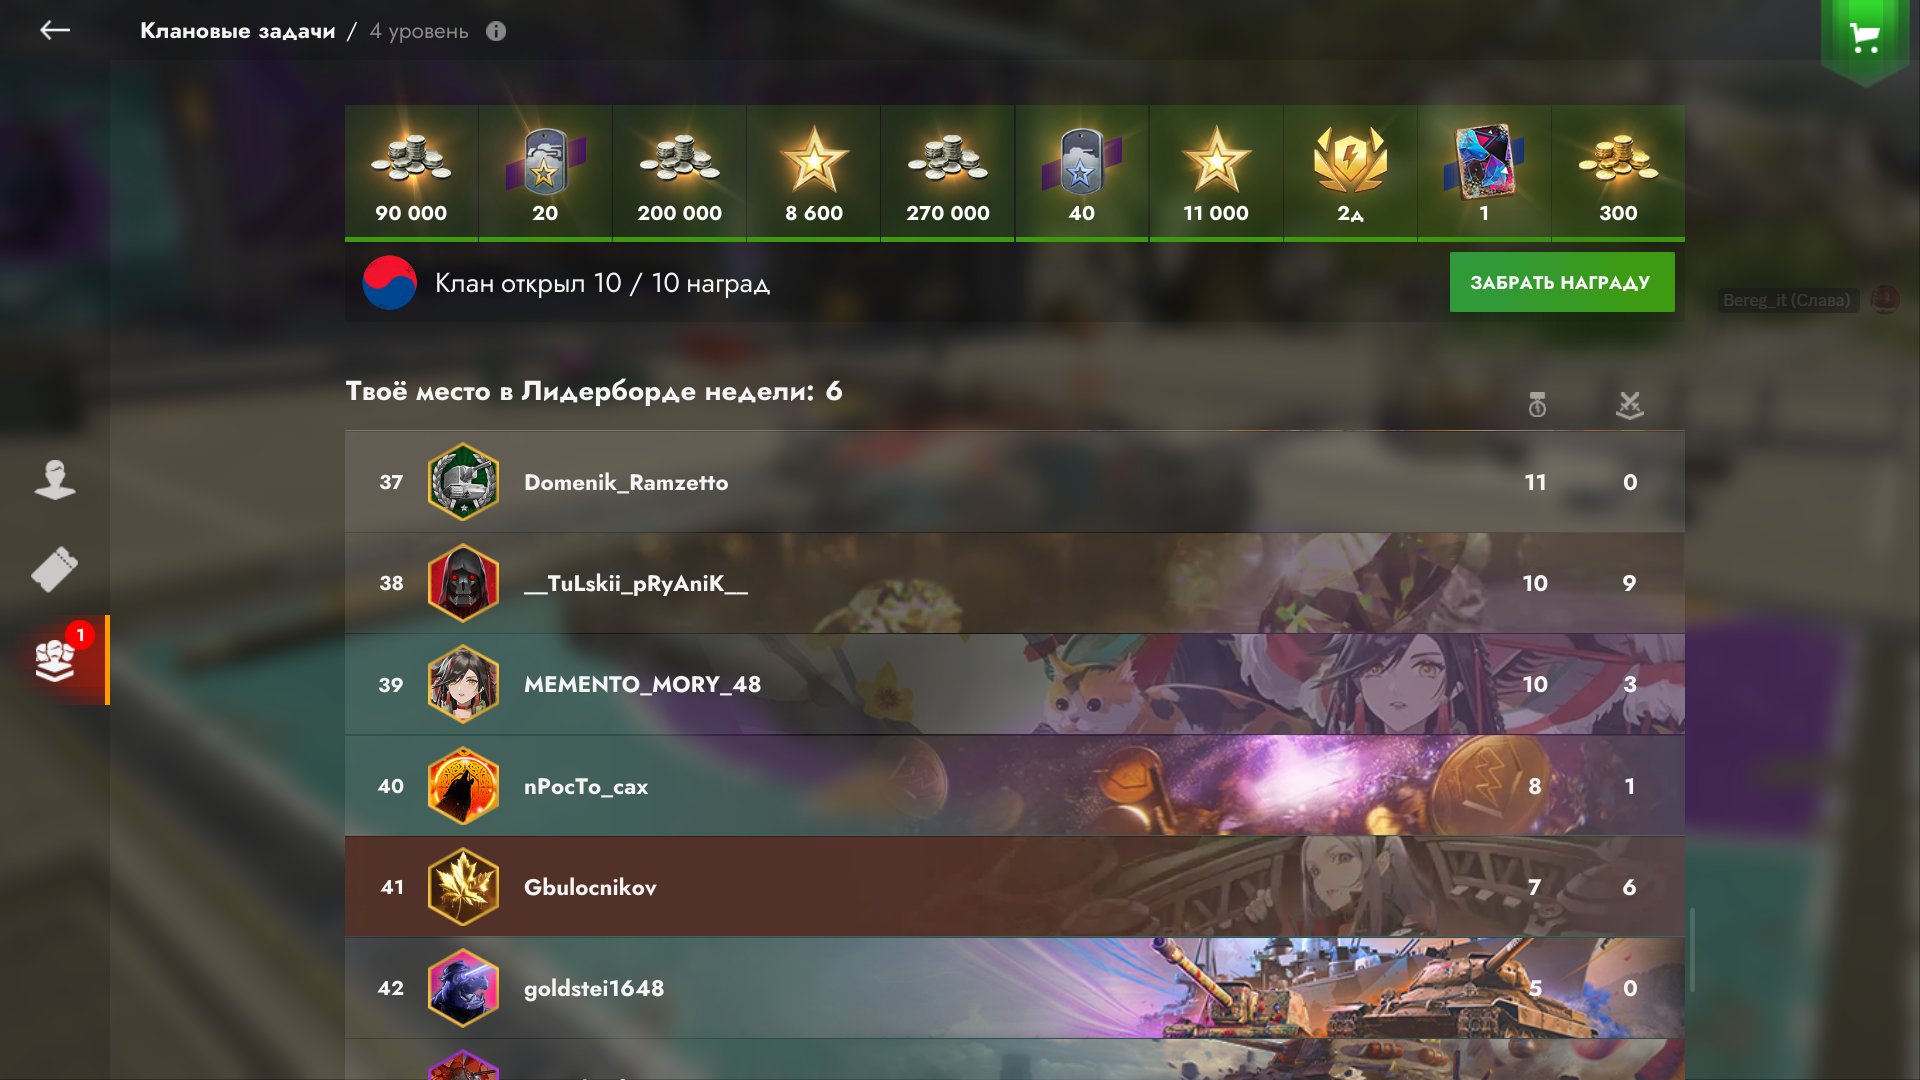 Клановые задачи / 4 уровень
90 000 20 200 000 8 600 270 000 40 11 000 2д 1 300
Клан открыл 10 / 10 наград
ЗАБРАТЬ НАГРАДУ
Bereg_it (Слава)
Твоё место в Лидерборде недели: 6
37 Domenik_Ramzetto 11 0
38 __TuLskii_pRyAniK__ 10 9
1
39 MEMENTO_MORY_48 10 3
40 nPocTo_cax 8 1
41 Gbulocnikov 7 6
42 goldstei1648 5 0